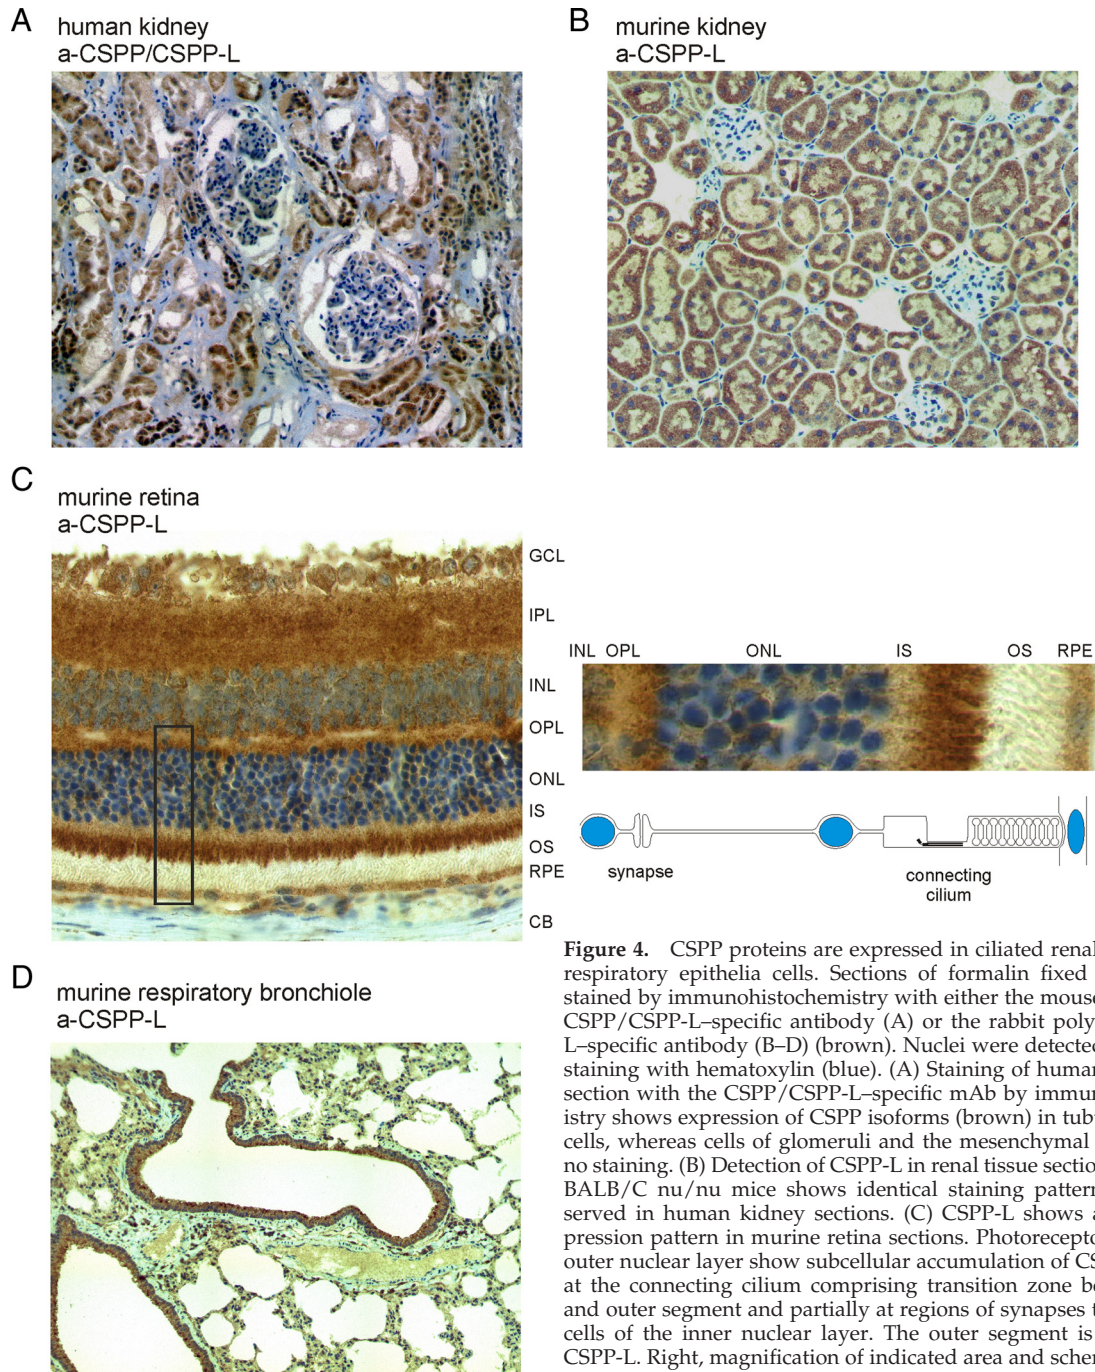 A
human kidney
a-CSPP/CSPP-L
B
murine kidney
a-CSPP-L
C
murine retina
a-CSPP-L
GCL
IPL
INL
OPL
ONL
IS
OS
RPE
CB
INL OPL ONL IS OS RPE
synapse
connecting
cilium
D
murine respiratory bronchiole
a-CSPP-L
Figure 4. CSPP proteins are expressed in ciliated renal
respiratory epithelia cells. Sections of formalin fixed
stained by immunohistochemistry with either the mouse
CSPP/CSPP-L–specific antibody (A) or the rabbit poly
L–specific antibody (B–D) (brown). Nuclei were detected
staining with hematoxylin (blue). (A) Staining of human
section with the CSPP/CSPP-L–specific mAb by immun
istry shows expression of CSPP isoforms (brown) in tub
cells, whereas cells of glomeruli and the mesenchymal
no staining. (B) Detection of CSPP-L in renal tissue sectio
BALB/C nu/nu mice shows identical staining pattern
served in human kidney sections. (C) CSPP-L shows a
pression pattern in murine retina sections. Photorecepto
outer nuclear layer show subcellular accumulation of CS
at the connecting cilium comprising transition zone be
and outer segment and partially at regions of synapses t
cells of the inner nuclear layer. The outer segment is
CSPP-L. Right, magnification of indicated area and scher